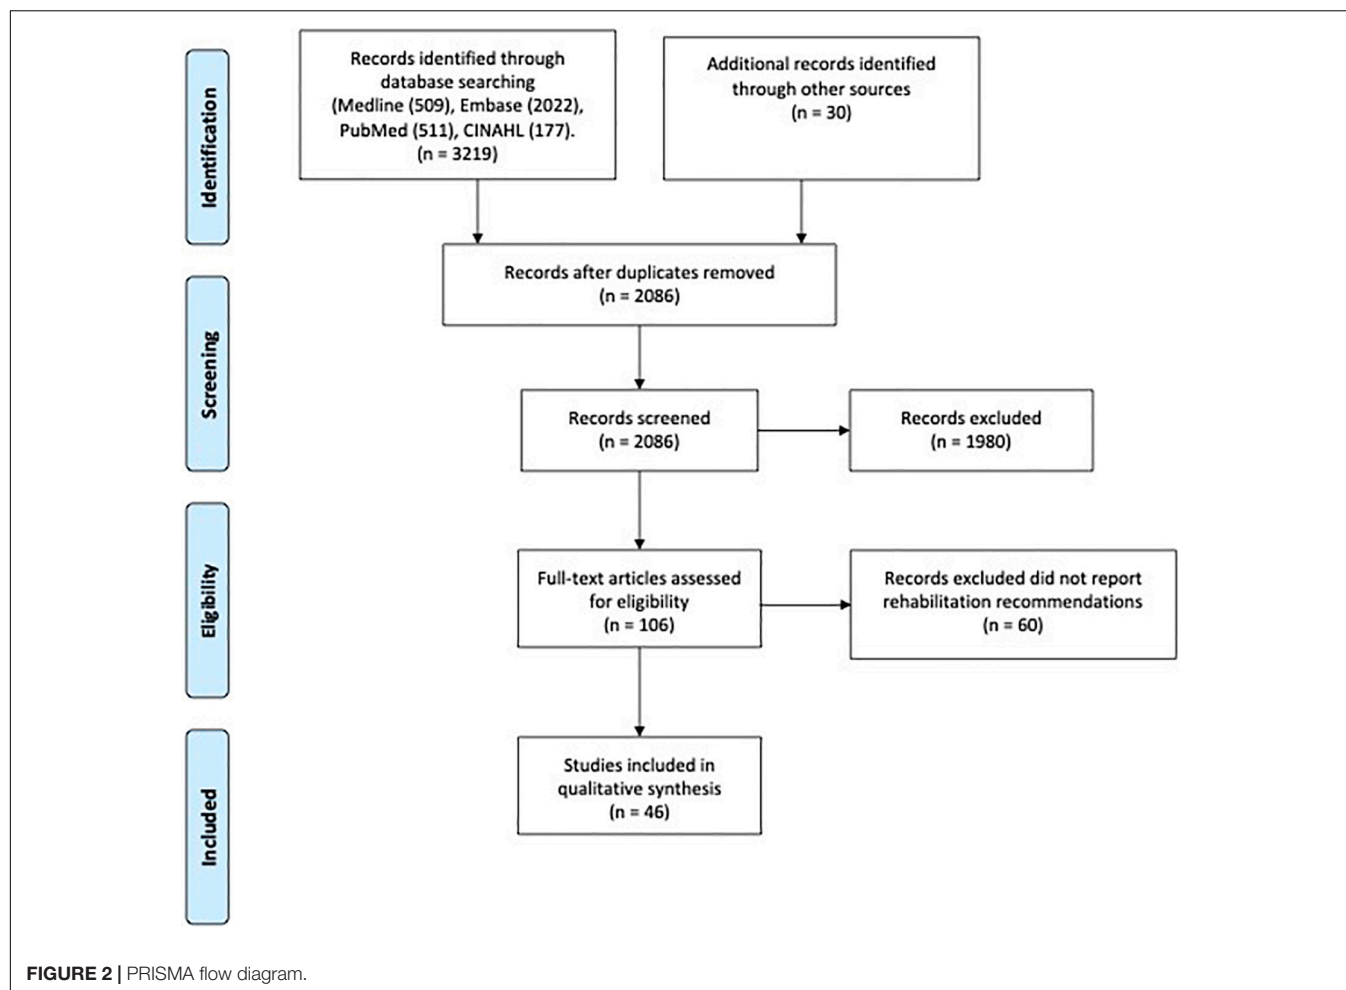 Identification
Records identified through
database searching
(Medline (509), Embase (2022),
PubMed (511), CINAHL (177).
(n = 3219)
Additional records identified
through other sources
(n = 30)
Records after duplicates removed
(n = 2086)
Screening
Records screened
(n = 2086)
Records excluded
(n = 1980)
Eligibility
Full-text articles assessed
for eligibility
(n = 106)
Records excluded did not report
rehabilitation recommendations
(n = 60)
Included
Studies included in
qualitative synthesis
(n = 46)
FIGURE 2 | PRISMA flow diagram.